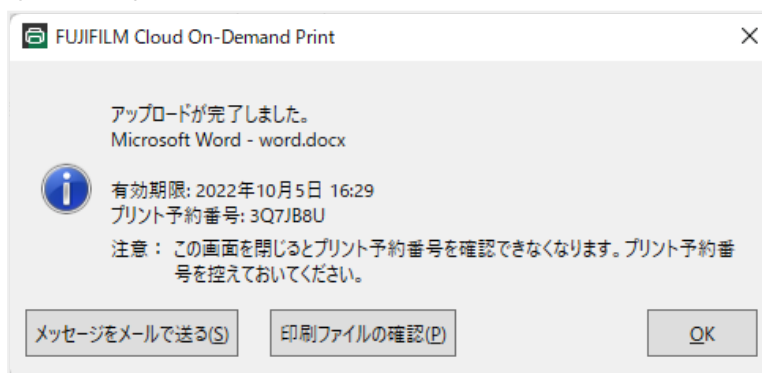 FUJIFILM Cloud On-Demand Print
アップロードが完了しました。
Microsoft Word - word.docx
有効期限: 2022年10月5日 16:29
プリント予約番号: 3Q7JB8U
注意： この画面を閉じるとプリント予約番号を確認できなくなります。プリント予約番
号を控えておいてください。
メッセージをメールで送る(S)
印刷ファイルの確認(P)
OK